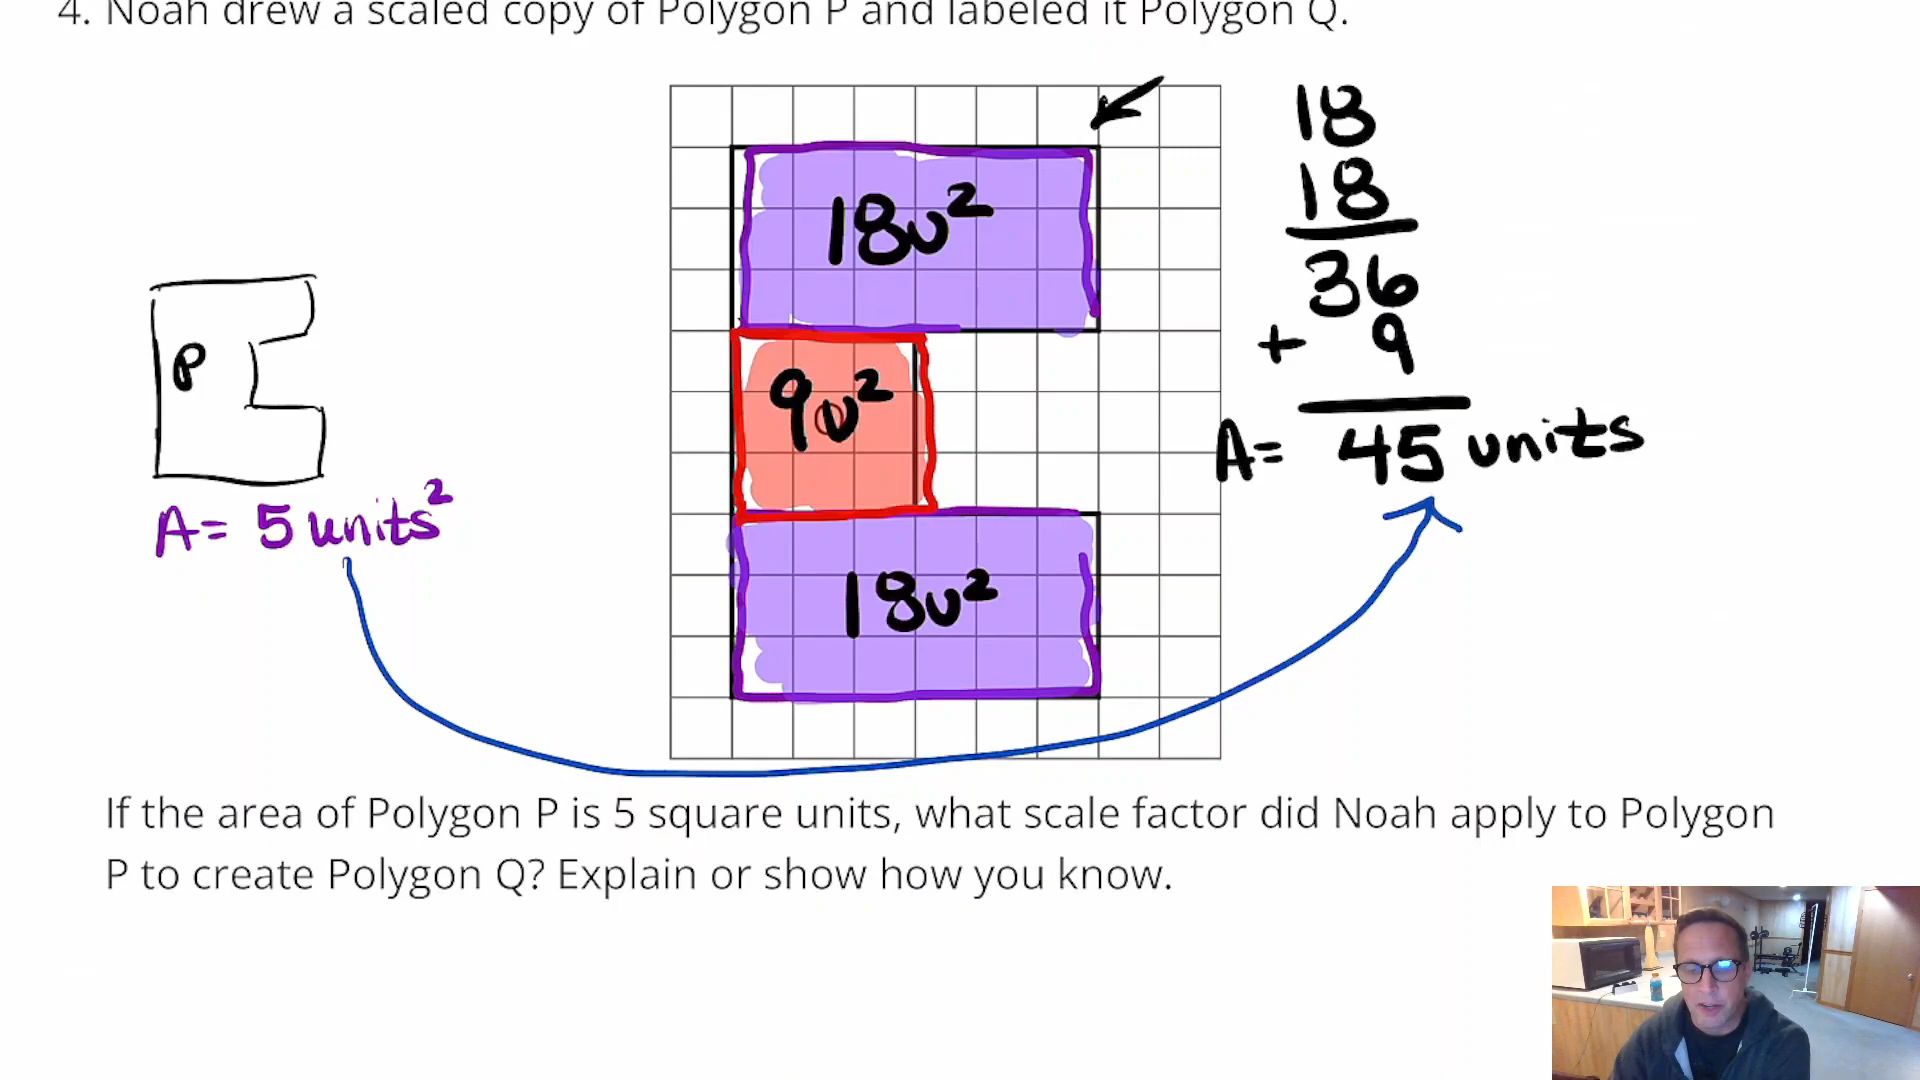 4. Noah drew a scaled copy of Polygon P and labeled it Polygon Q.
18
18
36
+ 9
A= 45 units
18u²
9u²
18u²
P
A= 5 units²
If the area of Polygon P is 5 square units, what scale factor did Noah apply to Polygon
P to create Polygon Q? Explain or show how you know.